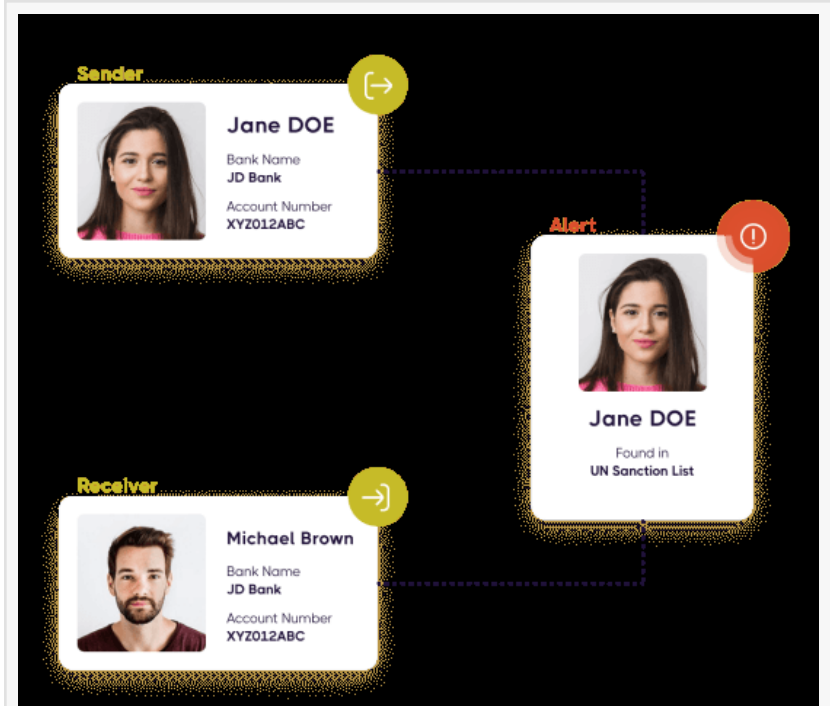 Sender
Jane DOE
Bank Name
JD Bank
Account Number
XYZ012ABC
Alert
Jane DOE
Found in
UN Sanction List
Receiver
Michael Brown
Bank Name
JD Bank
Account Number
XYZ012ABC